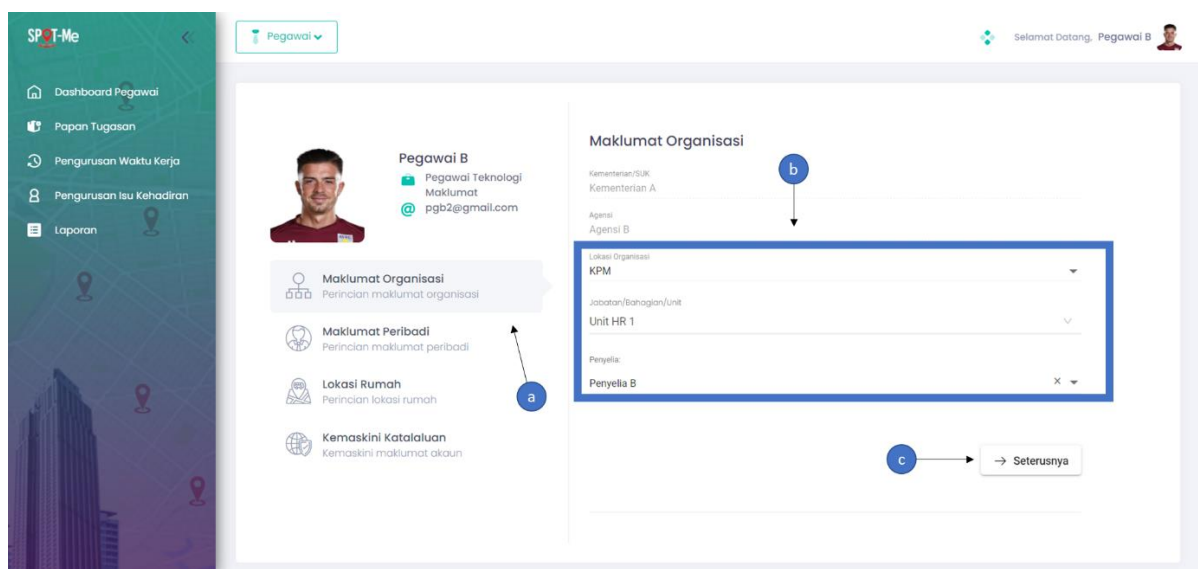 SPOT-Me
Pegawai
Selamat Datang, Pegawai B
Dashboard Pegawai
Papan Tugasan
Pengurusan Waktu Kerja
Pengurusan Isu Kehadiran
Laporan
Pegawai B
Pegawai Teknologi
Maklumat
pgb2@gmail.com
Maklumat Organisasi
Perincian maklumat organisasi
Maklumat Peribadi
Perincian maklumat peribadi
Lokasi Rumah
Perincian lokasi rumah
Kemaskini Katalaluan
Kemaskini maklumat akaun
a
Maklumat Organisasi
b
Kementerian/SUK
Kementerian A
Agensi
Agensi B
Lokasi Organisasi
KPM
Jabatan/Bahagian/Unit
Unit HR 1
Penyelia:
Penyelia B
c
Seterusnya